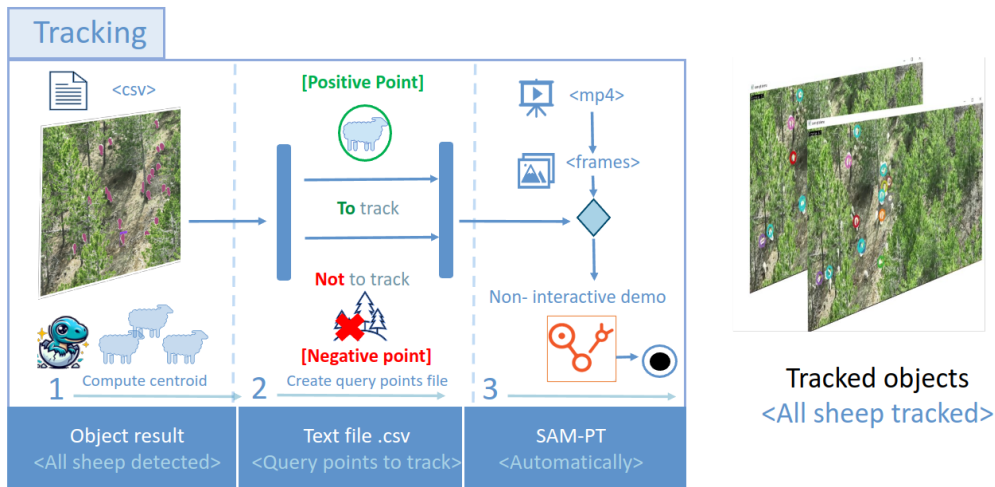 Tracking
<csv>
[Positive Point]
To track
Not to track
[Negative point]
<mp4>
<frames>
Non- interactive demo
1 Compute centroid
2 Create query points file
3
Object result
<All sheep detected>
Text file .csv
<Query points to track>
SAM-PT
<Automatically>
Tracked objects
<All sheep tracked>